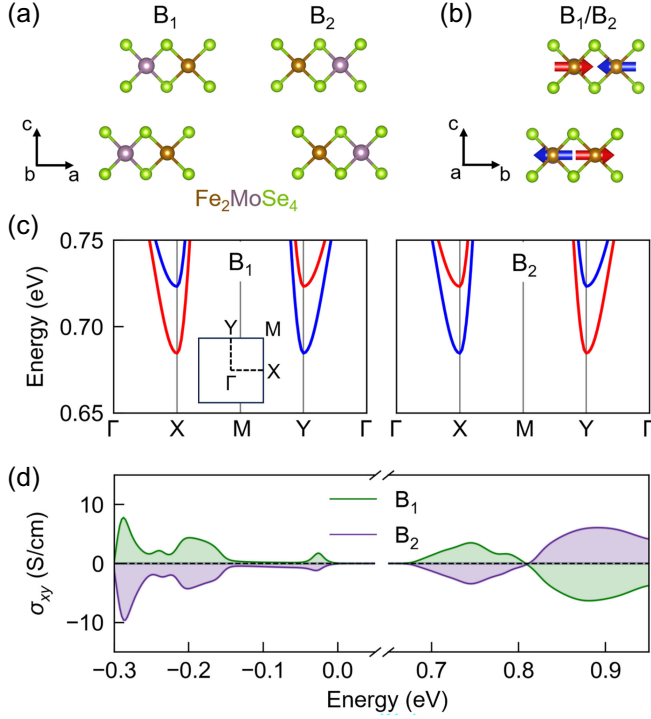 (a) B₁ B₂ (b) B₁/B₂
c
b a
c
a b
Fe₂MoSe₄
(c)
0.75
0.70
0.65
Energy (eV)
B₁
Y M
Γ X
B₂
Γ X M Y Γ
Γ X M Y Γ
(d)
10
0
−10
σxy (S/cm)
B₁
B₂
−0.3 −0.2 −0.1 0.0 0.7 0.8 0.9
Energy (eV)